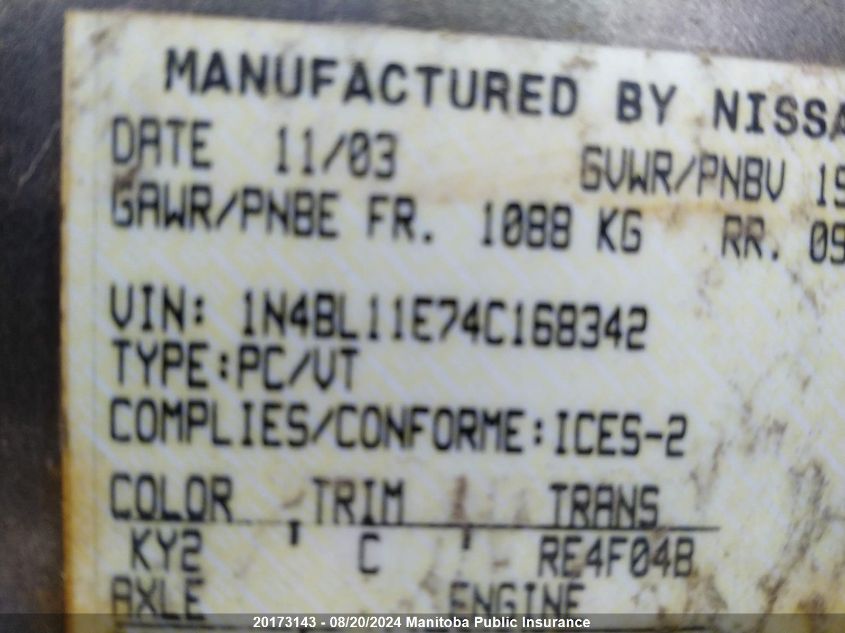 MANUFACTURED BY NISSA
DATE 11/03 GVWR/PNBV 19
GAWR/PNBE FR. 1088 KG RR. 09
VIN: 1N4BL11E74C168342
TYPE:PC/VT
COMPLIES/CONFORME:ICES-2
COLOR TRIM TRANS
KY2 C RE4F04B
AXLE ENGINE
20173143 - 08/20/2024 Manitoba Public Insurance